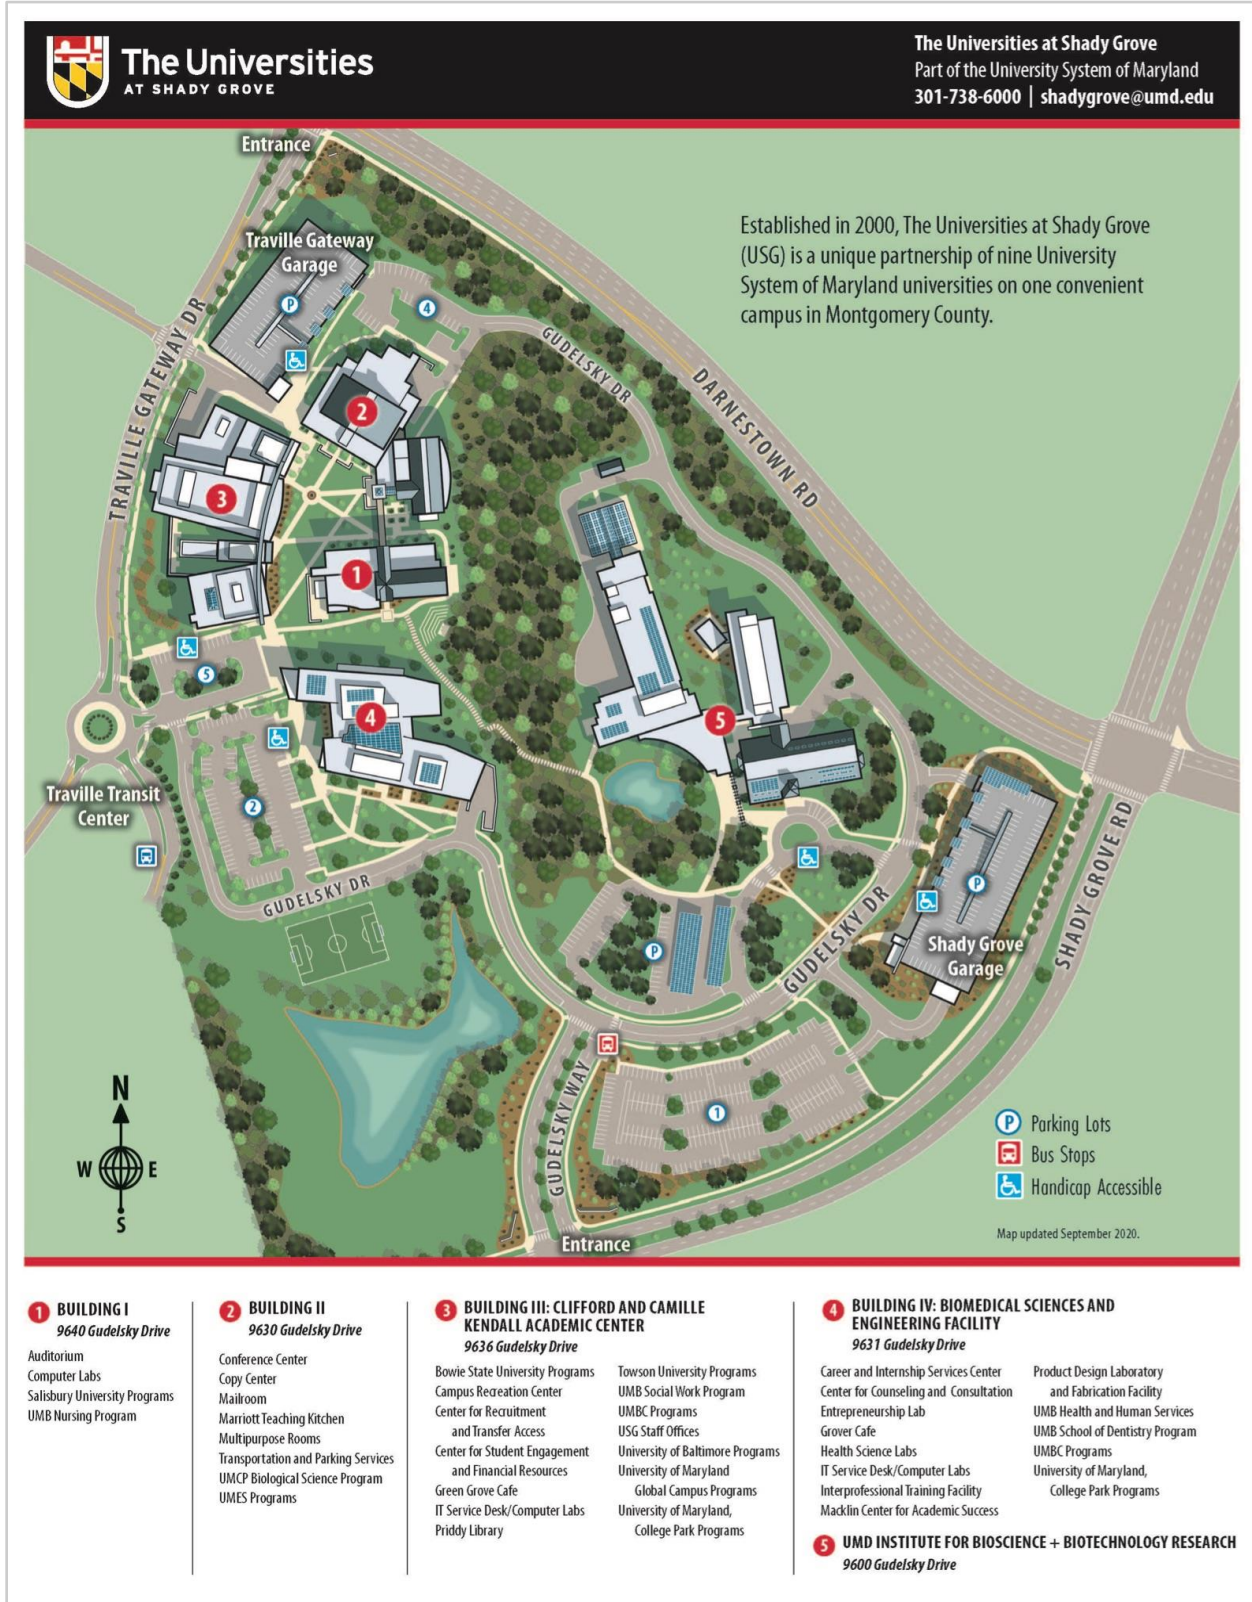 The Universities
AT SHADY GROVE
The Universities at Shady Grove
Part of the University System of Maryland
301-738-6000 | shadygrove@umd.edu
Entrance
Established in 2000, The Universities at Shady Grove
(USG) is a unique partnership of nine University
System of Maryland universities on one convenient
campus in Montgomery County.
Traville Gateway
Garage
P
4
GUDELSKY DR
DARNESTOWN RD
TRAVILLE GATEWAY DR
2
3
1
5
4
5
Traville Transit
Center
2
GUDELSKY DR
P
SHADY GROVE RD
GUDELSKY DR
Shady Grove
Garage
P
GUDELSKY WAY
1
N
W E
S
P Parking Lots
Bus Stops
Handicap Accessible
Map updated September 2020.
Entrance
1 BUILDING I
9640 Gudelsky Drive
Auditorium
Computer Labs
Salisbury University Programs
UMB Nursing Program
2 BUILDING II
9630 Gudelsky Drive
Conference Center
Copy Center
Mailroom
Marriott Teaching Kitchen
Multipurpose Rooms
Transportation and Parking Services
UMCP Biological Science Program
UMES Programs
3 BUILDING III: CLIFFORD AND CAMILLE
KENDALL ACADEMIC CENTER
9636 Gudelsky Drive
Bowie State University Programs
Campus Recreation Center
Center for Recruitment
and Transfer Access
Center for Student Engagement
and Financial Resources
Green Grove Cafe
IT Service Desk/Computer Labs
Priddy Library
Towson University Programs
UMB Social Work Program
UMBC Programs
USG Staff Offices
University of Baltimore Programs
University of Maryland
Global Campus Programs
University of Maryland,
College Park Programs
4 BUILDING IV: BIOMEDICAL SCIENCES AND
ENGINEERING FACILITY
9631 Gudelsky Drive
Career and Internship Services Center
Center for Counseling and Consultation
Entrepreneurship Lab
Grover Cafe
Health Science Labs
IT Service Desk/Computer Labs
Interprofessional Training Facility
Macklin Center for Academic Success
Product Design Laboratory
and Fabrication Facility
UMB Health and Human Services
UMB School of Dentistry Program
UMBC Programs
University of Maryland,
College Park Programs
5 UMD INSTITUTE FOR BIOSCIENCE + BIOTECHNOLOGY RESEARCH
9600 Gudelsky Drive